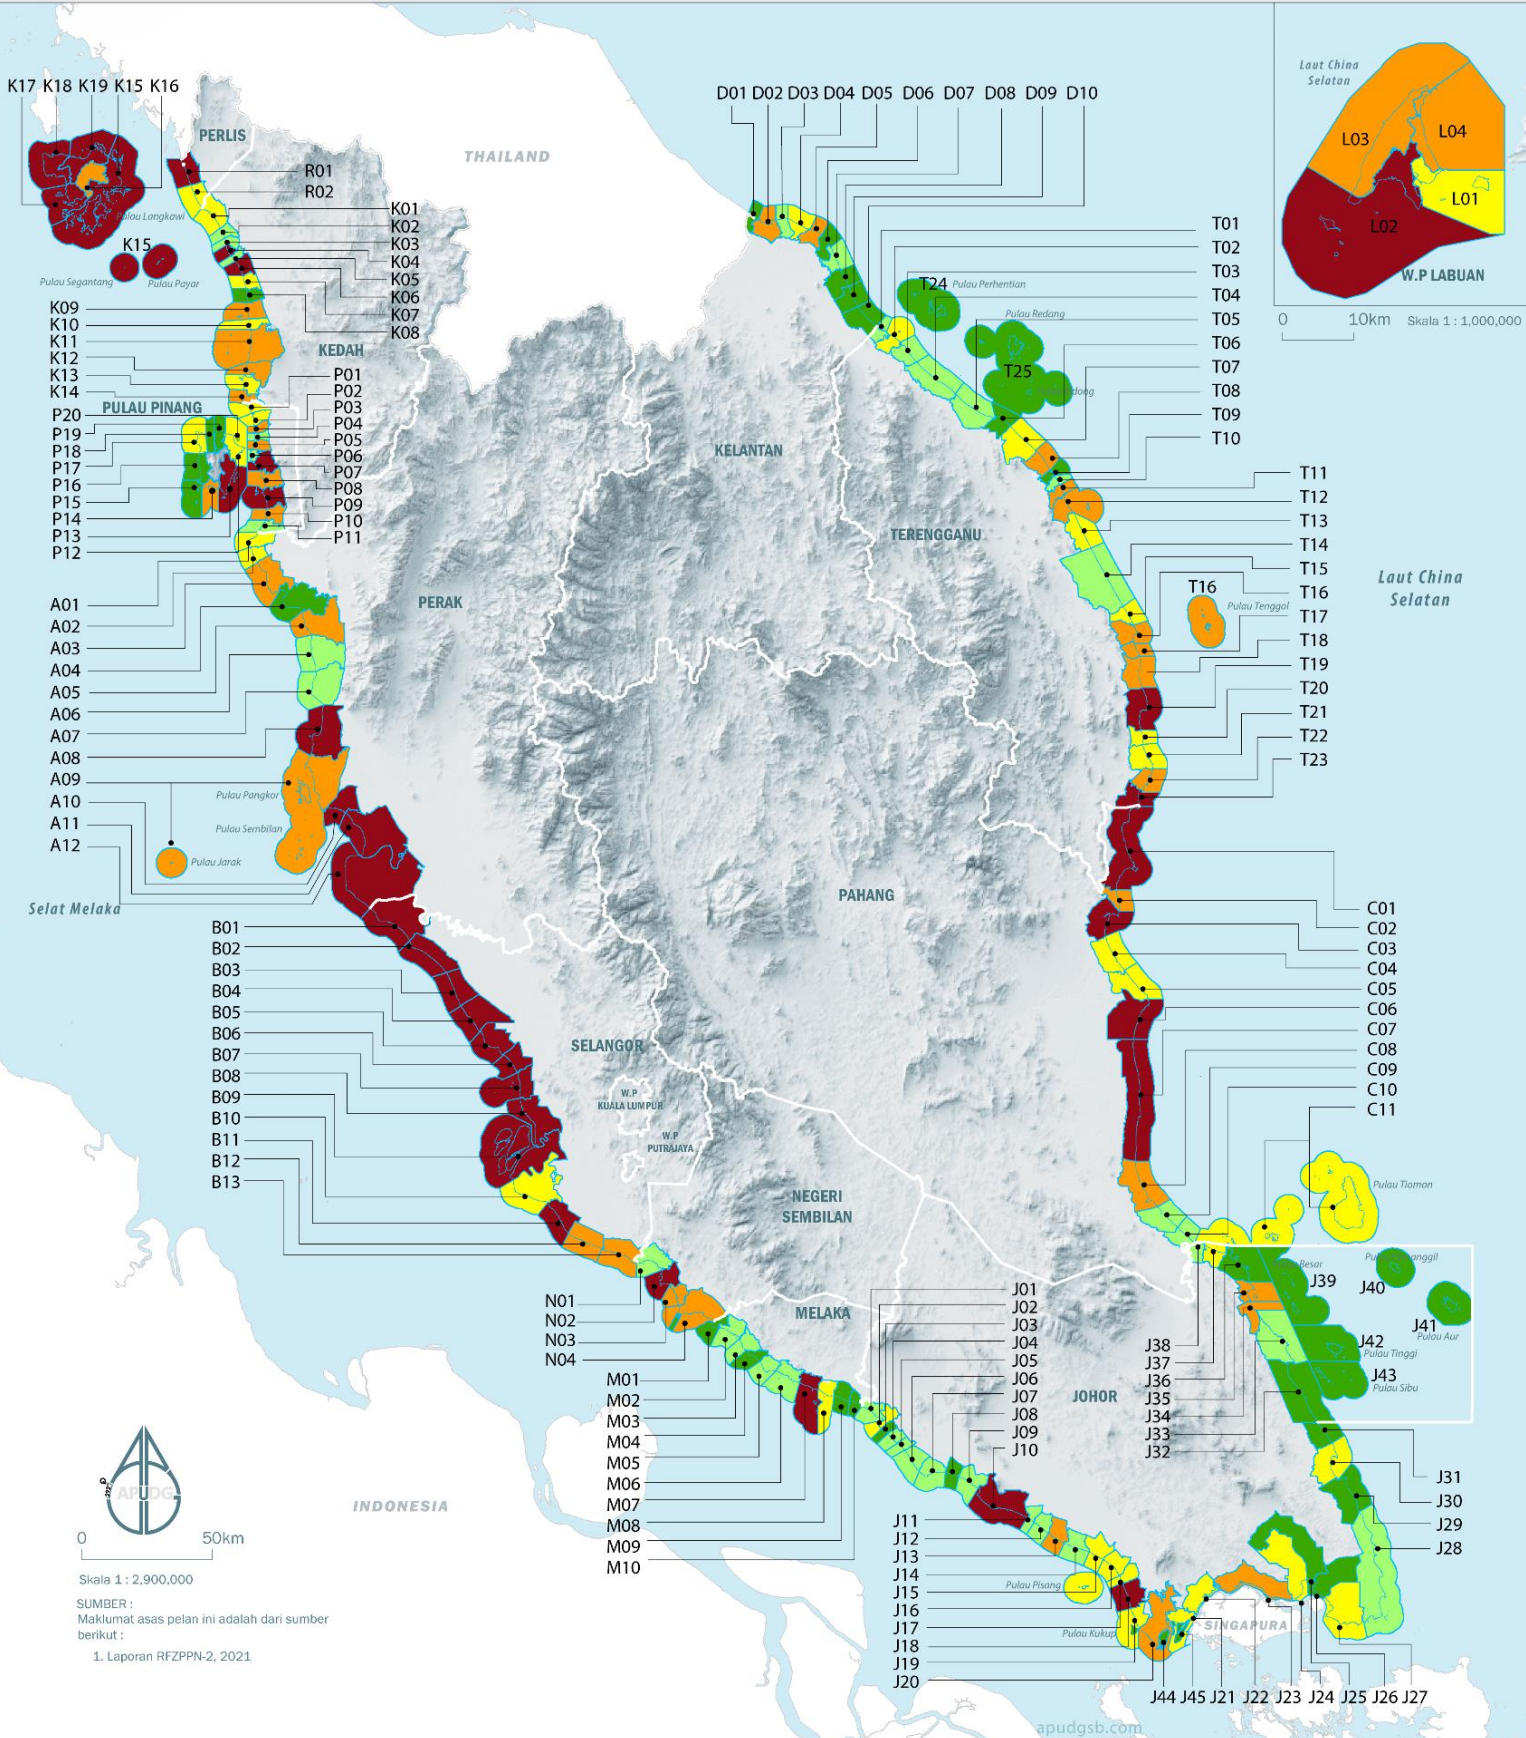 K17 K18 K19 K15 K16
PERLIS
THAILAND
D01 D02 D03 D04 D05 D06 D07 D08 D09 D10
Laut China
Selatan
L03
L04
L01
L02
W.P LABUAN
0 10km Skala 1 : 1,000,000
R01
R02
Pulau Langkawi
K15
Pulau Segantang
Pulau Payar
K01
K02
K03
K04
K05
K06
K07
K08
K09
K10
K11
K12
K13
K14
KEDAH
PULAU PINANG
P20
P19
P18
P17
P16
P15
P14
P13
P12
P01
P02
P03
P04
P05
P06
P07
P08
P09
P10
P11
T24
Pulau Perhentian
Pulau Redang
T25
T01
T02
T03
T04
T05
T06
T07
T08
T09
T10
T11
T12
T13
T14
T15
T16
T17
T18
T19
T20
T21
T22
T23
T16
Pulau Tenggol
Laut China
Selatan
KELANTAN
TERENGGANU
PERAK
PAHANG
A01
A02
A03
A04
A05
A06
A07
A08
A09
A10
A11
A12
Pulau Pangkor
Pulau Sembilan
Pulau Jarak
Selat Melaka
B01
B02
B03
B04
B05
B06
B07
B08
B09
B10
B11
B12
B13
SELANGOR
W.P
KUALA LUMPUR
W.P
PUTRAJAYA
NEGERI
SEMBILAN
C01
C02
C03
C04
C05
C06
C07
C08
C09
C10
C11
Pulau Tioman
Besar
J39
J40
J41
Pulau Aur
J42
Pulau Tinggi
J43
Pulau Sibu
N01
N02
N03
N04
MELAKA
M01
M02
M03
M04
M05
M06
M07
M08
M09
M10
J01
J02
J03
J04
J05
J06
J07
J08
J09
J10
JOHOR
J38
J37
J36
J35
J34
J33
J32
J31
J30
J29
J28
J11
J12
J13
J14
J15
J16
J17
J18
J19
J20
Pulau Pisang
Pulau Kukup
SINGAPURA
J44 J45 J21 J22 J23 J24 J25 J26 J27
INDONESIA
APUDG
0 50km
Skala 1 : 2,900,000
SUMBER :
Maklumat asas pelan ini adalah dari sumber
berikut :
1. Laporan RFZPPN-2, 2021
apudgsb.com